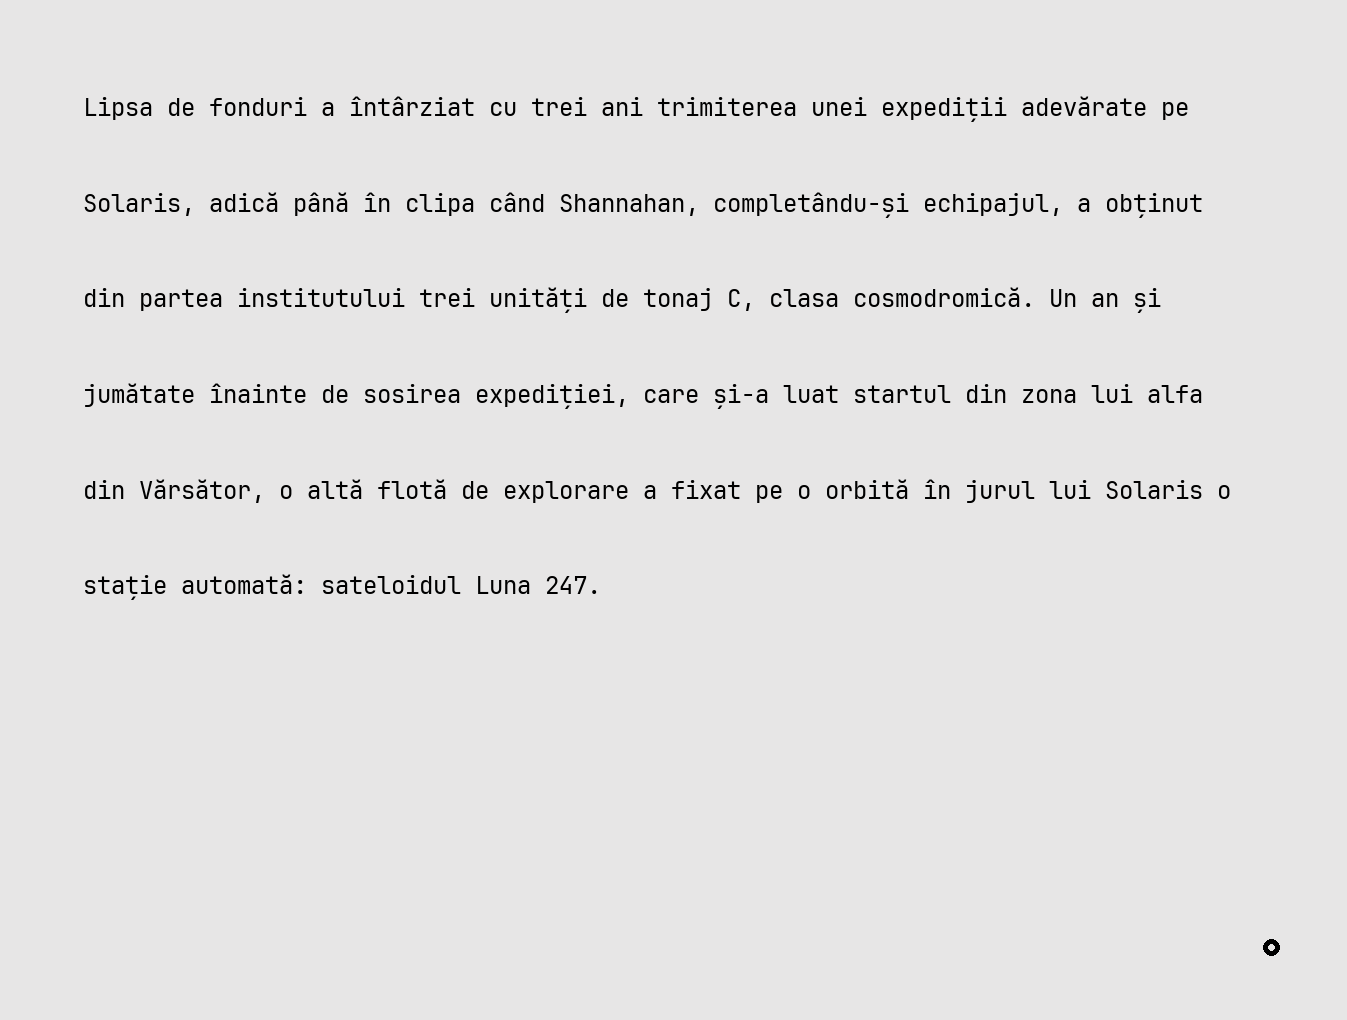 Lipsa de fonduri a întârziat cu trei ani trimiterea unei expediții adevărate pe
Solaris, adică până în clipa când Shannahan, completându-și echipajul, a obținut
din partea institutului trei unități de tonaj C, clasa cosmodromică. Un an și
jumătate înainte de sosirea expediției, care și-a luat startul din zona lui alfa
din Vărsător, o altă flotă de explorare a fixat pe o orbită în jurul lui Solaris o
stație automată: sateloidul Luna 247.